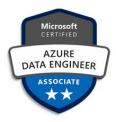 Microsoft
CERTIFIED
AZURE
DATA ENGINEER
ASSOCIATE